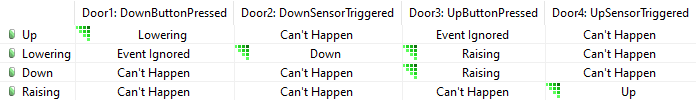 Door1: DownButtonPressed Door2: DownSensorTriggered Door3: UpButtonPressed Door4: UpSensorTriggered
Up Lowering Can't Happen Event Ignored Can't Happen
Lowering Event Ignored Down Raising Can't Happen
Down Can't Happen Can't Happen Raising Can't Happen
Raising Can't Happen Can't Happen Can't Happen Up